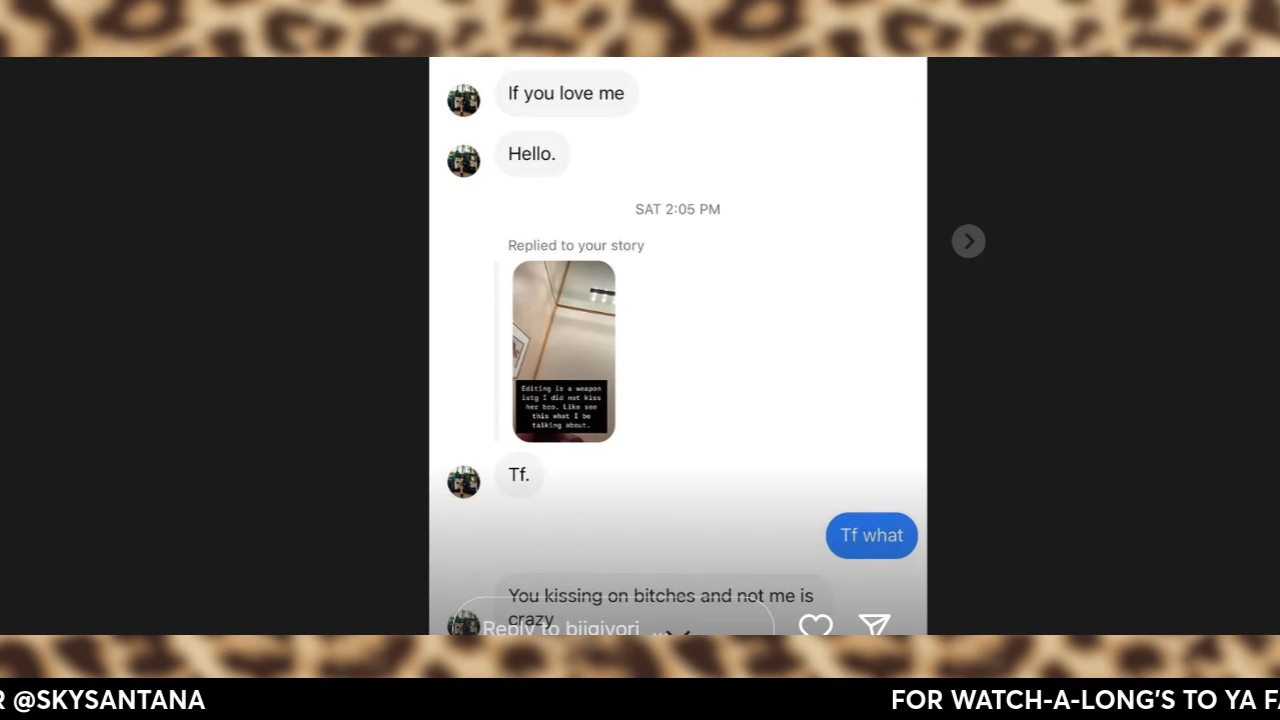 If you love me
Hello.
SAT 2:05 PM
Replied to your story
Editing is a weapon
istg I did not kiss
her bro. Like see
this what I be
talking about.
Tf.
Tf what
You kissing on bitches and not me is
crazy
Reply to biigivori
R @SKYSANTANA
FOR WATCH-A-LONG'S TO YA FA